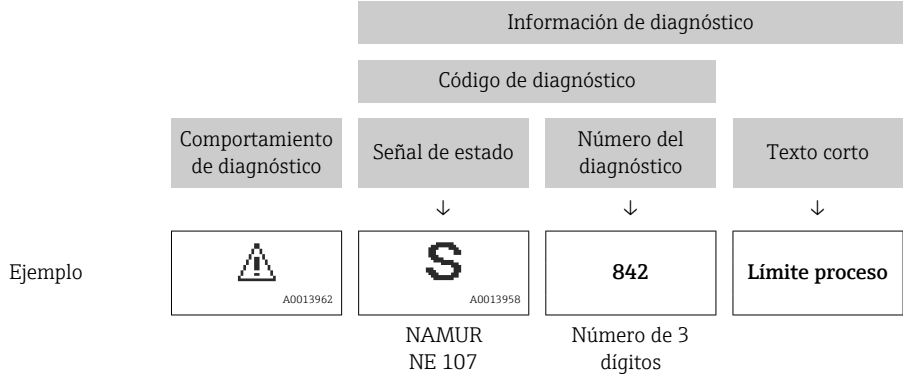 Información de diagnóstico
Código de diagnóstico
Comportamiento
de diagnóstico
Señal de estado
Número del
diagnóstico
Texto corto
↓
↓
↓
Ejemplo
A0013962
S
A0013958
842
Límite proceso
NAMUR
NE 107
Número de 3
dígitos